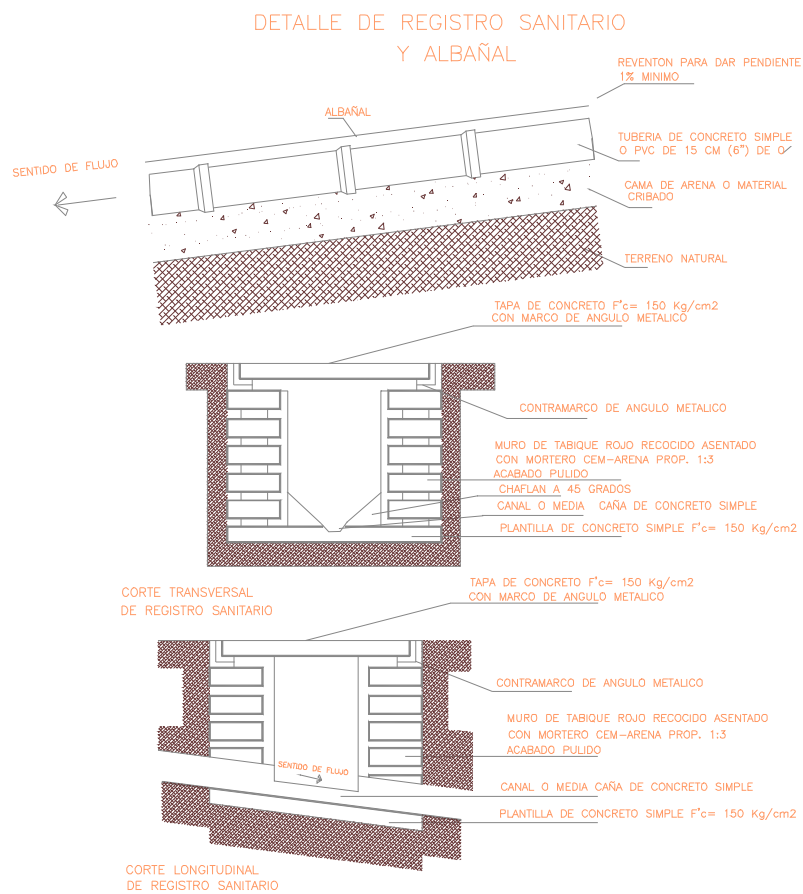 DETALLE DE REGISTRO SANITARIO
Y ALBAÑAL
REVENTON PARA DAR PENDIENTE
1% MINIMO
ALBAÑAL
TUBERIA DE CONCRETO SIMPLE
O PVC DE 15 CM (6") DE
SENTIDO DE FLUJO
CAMA DE ARENA O MATERIAL
CRIBADO
TERRENO NATURAL
TAPA DE CONCRETO F'c= 150 Kg/cm2
CON MARCO DE ANGULO METALICO
CONTRAMARCO DE ANGULO METALICO
MURO DE TABIQUE ROJO RECOCIDO ASENTADO
CON MORTERO CEM-ARENA PROP. 1:3
ACABADO PULIDO
CHAFLAN A 45 GRADOS
CANAL O MEDIA CAÑA DE CONCRETO SIMPLE
PLANTILLA DE CONCRETO SIMPLE F'c= 150 Kg/cm2
CORTE TRANSVERSAL
DE REGISTRO SANITARIO
TAPA DE CONCRETO F'c= 150 Kg/cm2
CON MARCO DE ANGULO METALICO
CONTRAMARCO DE ANGULO METALICO
MURO DE TABIQUE ROJO RECOCIDO ASENTADO
CON MORTERO CEM-ARENA PROP. 1:3
ACABADO PULIDO
SENTIDO DE FLUJO
CANAL O MEDIA CAÑA DE CONCRETO SIMPLE
PLANTILLA DE CONCRETO SIMPLE F'c= 150 Kg/cm2
CORTE LONGITUDINAL
DE REGISTRO SANITARIO